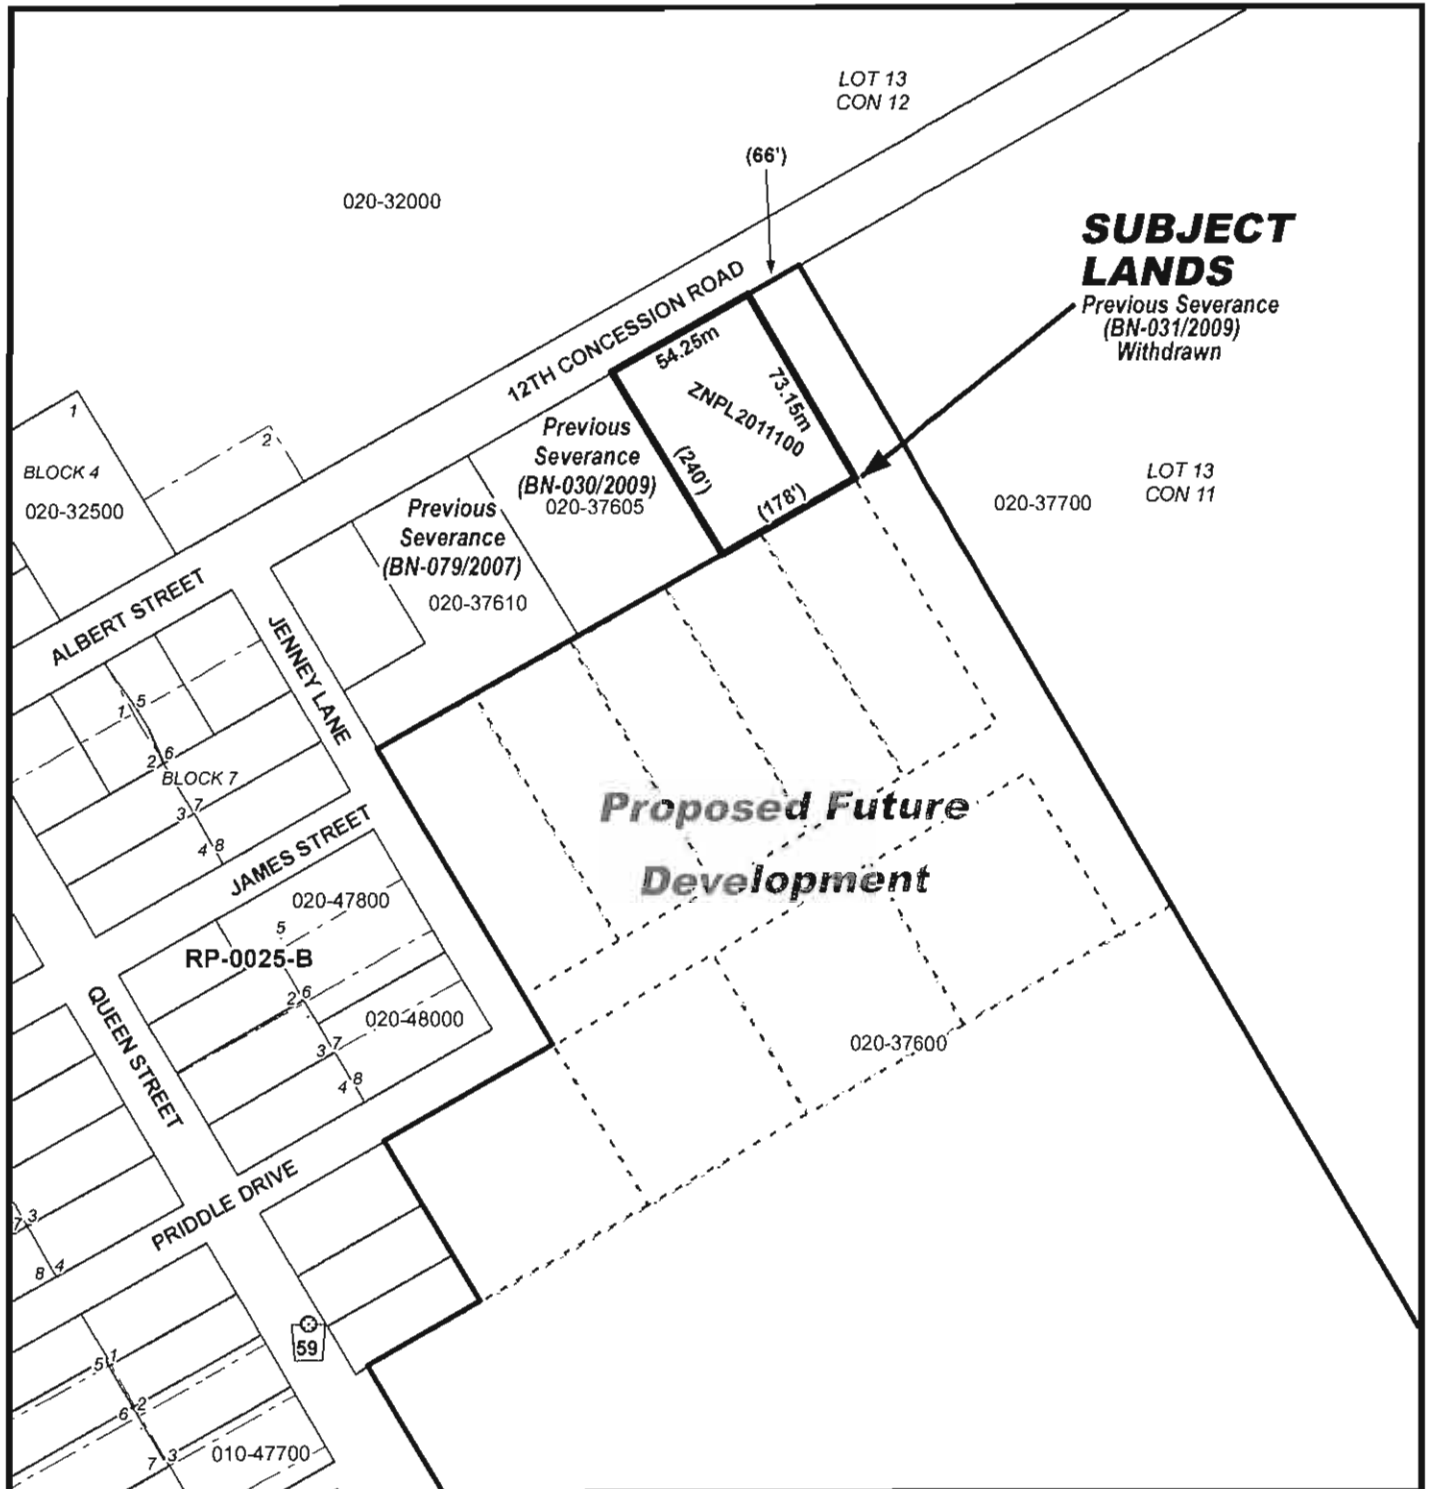 LOT 13
CON 12
(66')
020-32000
SUBJECT
LANDS
Previous Severance
(BN-031/2009)
Withdrawn
12TH CONCESSION ROAD
54.25m
73.15m
ZNPL2011100
(240')
(178')
1
2
BLOCK 4
020-32500
Previous
Severance
(BN-030/2009)
020-37605
Previous
Severance
(BN-079/2007)
020-37610
LOT 13
CON 11
020-37700
ALBERT STREET
JENNEY LANE
1 5
2 6
BLOCK 7
3 7
4 8
JAMES STREET
Proposed Future
Development
020-47800
5
RP-0025-B
2 6
020-48000
3 7
4 8
020-37600
QUEEN STREET
PRIDDLE DRIVE
7 3
8 4
59
5 1
6 2
7 3
010-47700